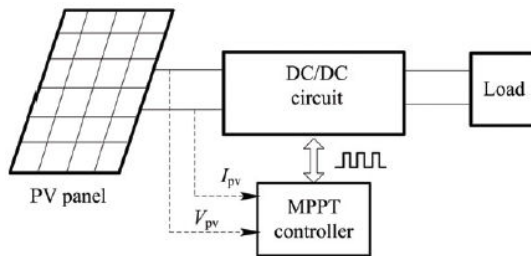 DC/DC
circuit
Load
PV panel
I_pv
V_pv
MPPT
controller